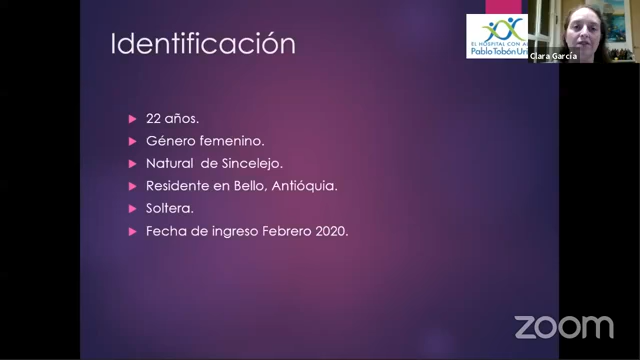 Identificación
EL HOSPITAL CON
Pablo Tobón Uri
Clara García
22 años.
Género femenino.
Natural de Sincelejo.
Residente en Bello, Antióquia.
Soltera.
Fecha de ingreso Febrero 2020.
zoom